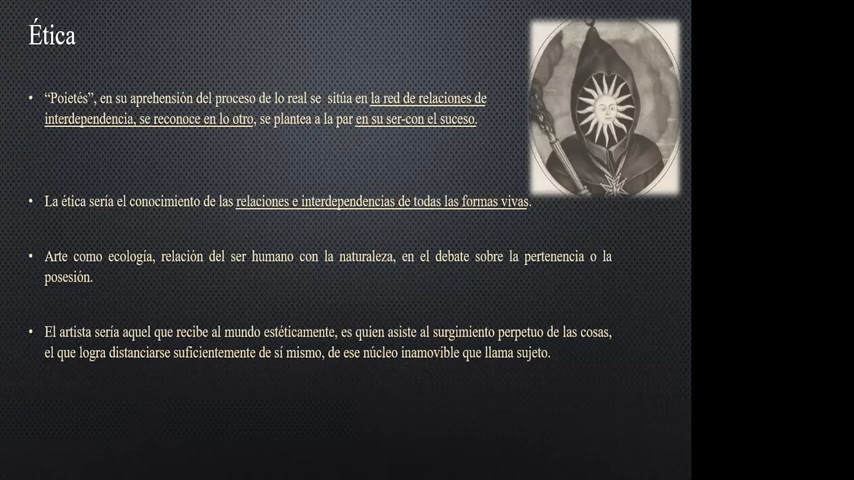 Ética
• “Poietés”, en su aprehensión del proceso de lo real se sitúa en la red de relaciones de
interdependencia, se reconoce en lo otro, se plantea a la par en su ser-con el suceso.
• La ética sería el conocimiento de las relaciones e interdependencias de todas las formas vivas.
• Arte como ecología, relación del ser humano con la naturaleza, en el debate sobre la pertenencia o la
posesión.
• El artista sería aquel que recibe al mundo estéticamente, es quien asiste al surgimiento perpetuo de las cosas,
el que logra distanciarse suficientemente de sí mismo, de ese núcleo inamovible que llama sujeto.